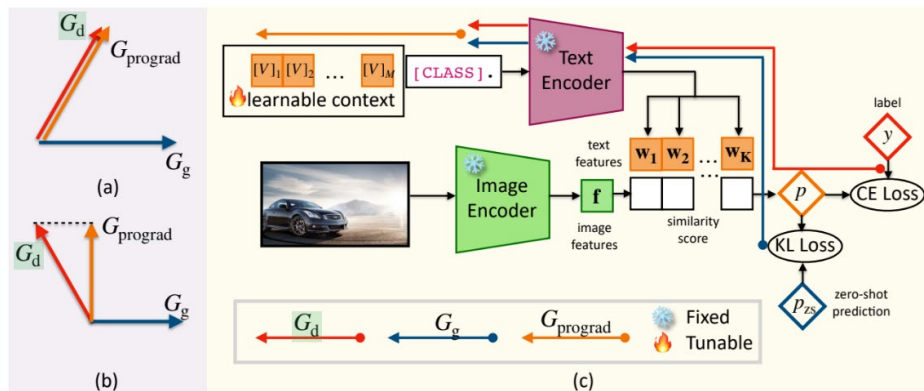 G_d
G_prograd
G_g
(a)
G_prograd
G_d
G_g
(b)
[V]_1 [V]_2 ... [V]_M
learnable context
[CLASS].
Text
Encoder
label
y
text
features
w_1 w_2 ... w_K
Image
Encoder
f
...
p
CE Loss
image
features
similarity
score
KL Loss
p_zs
zero-shot
prediction
G_d G_g G_prograd
Fixed
Tunable
(c)